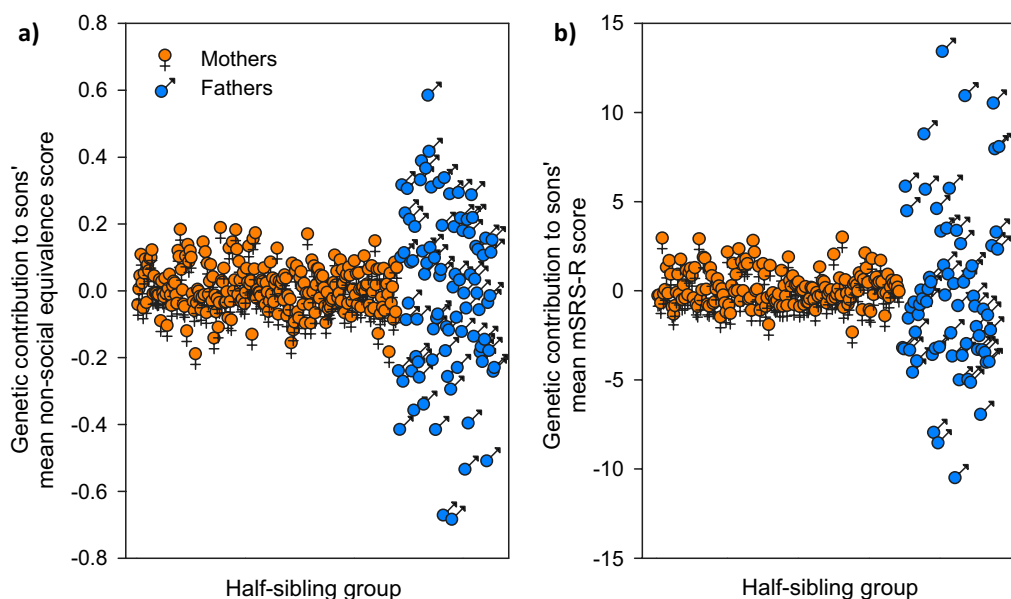 a)
Mothers
Fathers
Genetic contribution to sons'
mean non-social equivalence score
0.8
0.6
0.4
0.2
0.0
-0.2
-0.4
-0.6
-0.8
Half-sibling group
b)
Genetic contribution to sons'
mean mSRS-R score
15
10
5
0
-5
-10
-15
Half-sibling group